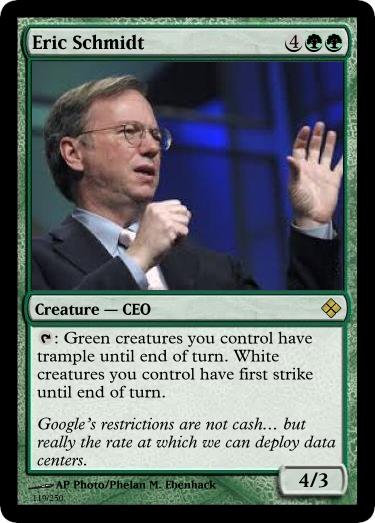 Eric Schmidt 4
Creature — CEO
: Green creatures you control have
trample until end of turn. White
creatures you control have first strike
until end of turn.
Google's restrictions are not cash... but
really the rate at which we can deploy data
centers.
AP Photo/Phelan M. Ebenhack
4/3
119/250